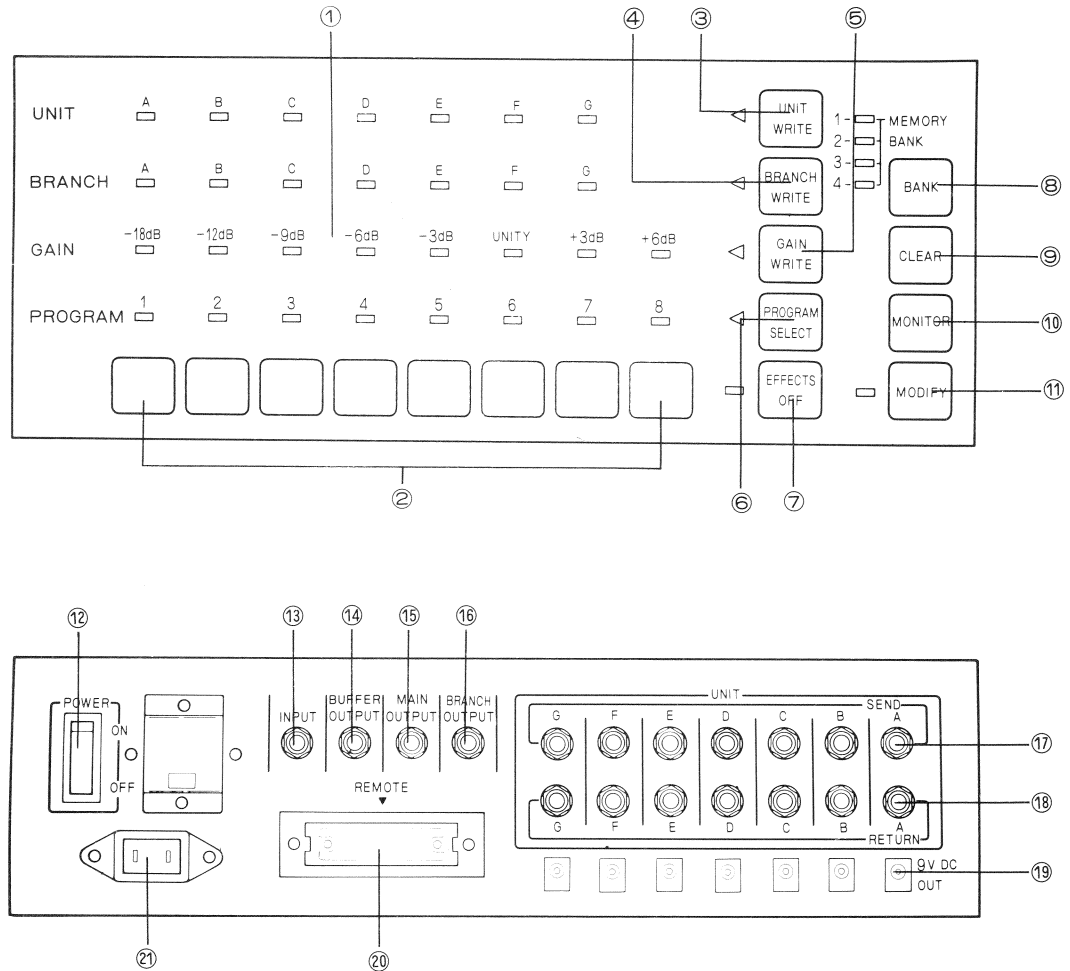 ① ④ ③ ⑤
UNIT A B C D E F G
UNIT WRITE
1 - MEMORY
2 - BANK
3 -
4 -
BRANCH A B C D E F G
BRANCH WRITE
BANK ⑧
GAIN -18dB -12dB -9dB -6dB -3dB UNITY +3dB +6dB
GAIN WRITE
CLEAR ⑨
PROGRAM 1 2 3 4 5 6 7 8
PROGRAM SELECT
MONITOR ⑩
EFFECTS OFF
MODIFY ⑪
② ⑥ ⑦
⑫ ⑬ ⑭ ⑮ ⑯
POWER
ON
OFF
INPUT
BUFFER OUTPUT
MAIN OUTPUT
BRANCH OUTPUT
UNIT
SEND
G F E D C B A
⑰
REMOTE
⑱
G F E D C B A
RETURN
9V DC OUT
⑲
㉑ ⑳